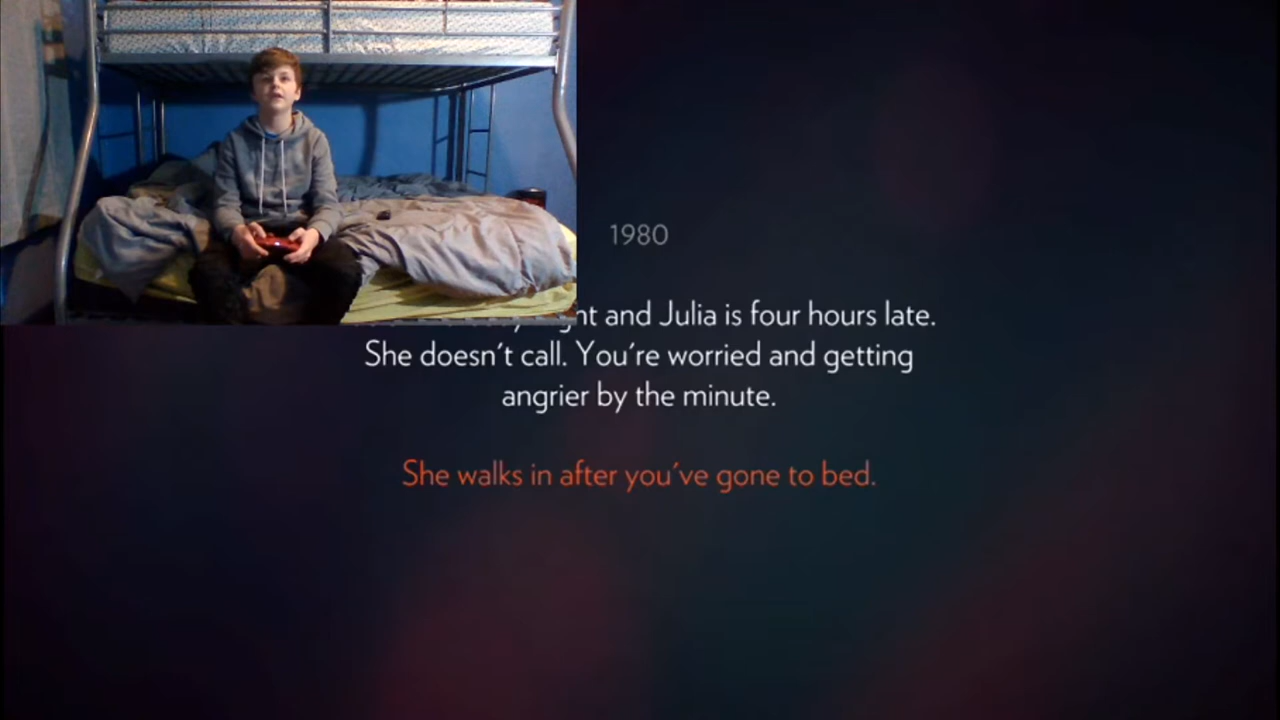 1980
and Julia is four hours late.
She doesn't call. You're worried and getting
angrier by the minute.
She walks in after you've gone to bed.